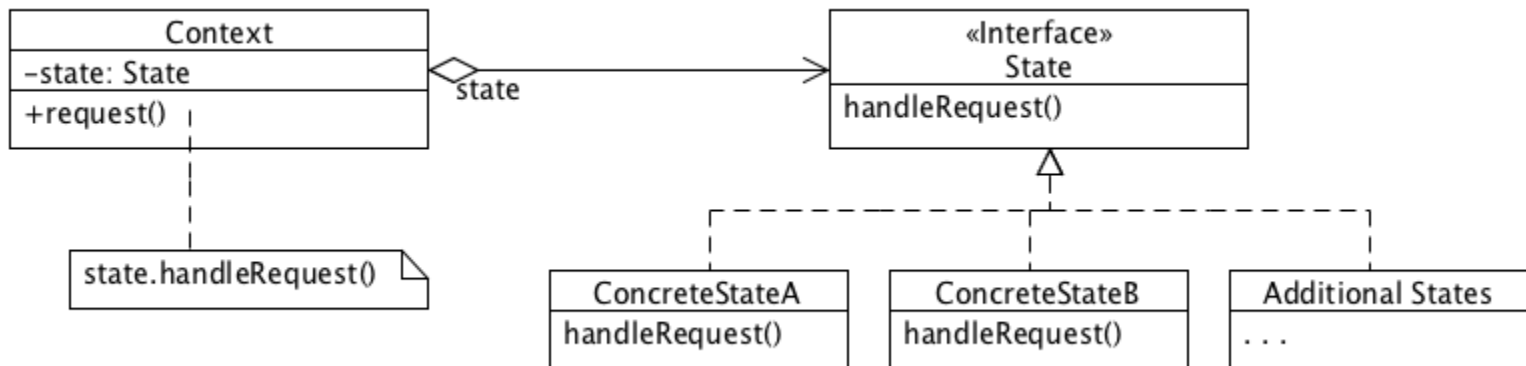 Context
-state: State
+request()
state
«Interface»
State
handleRequest()
state.handleRequest()
ConcreteStateA
handleRequest()
ConcreteStateB
handleRequest()
Additional States
. . .